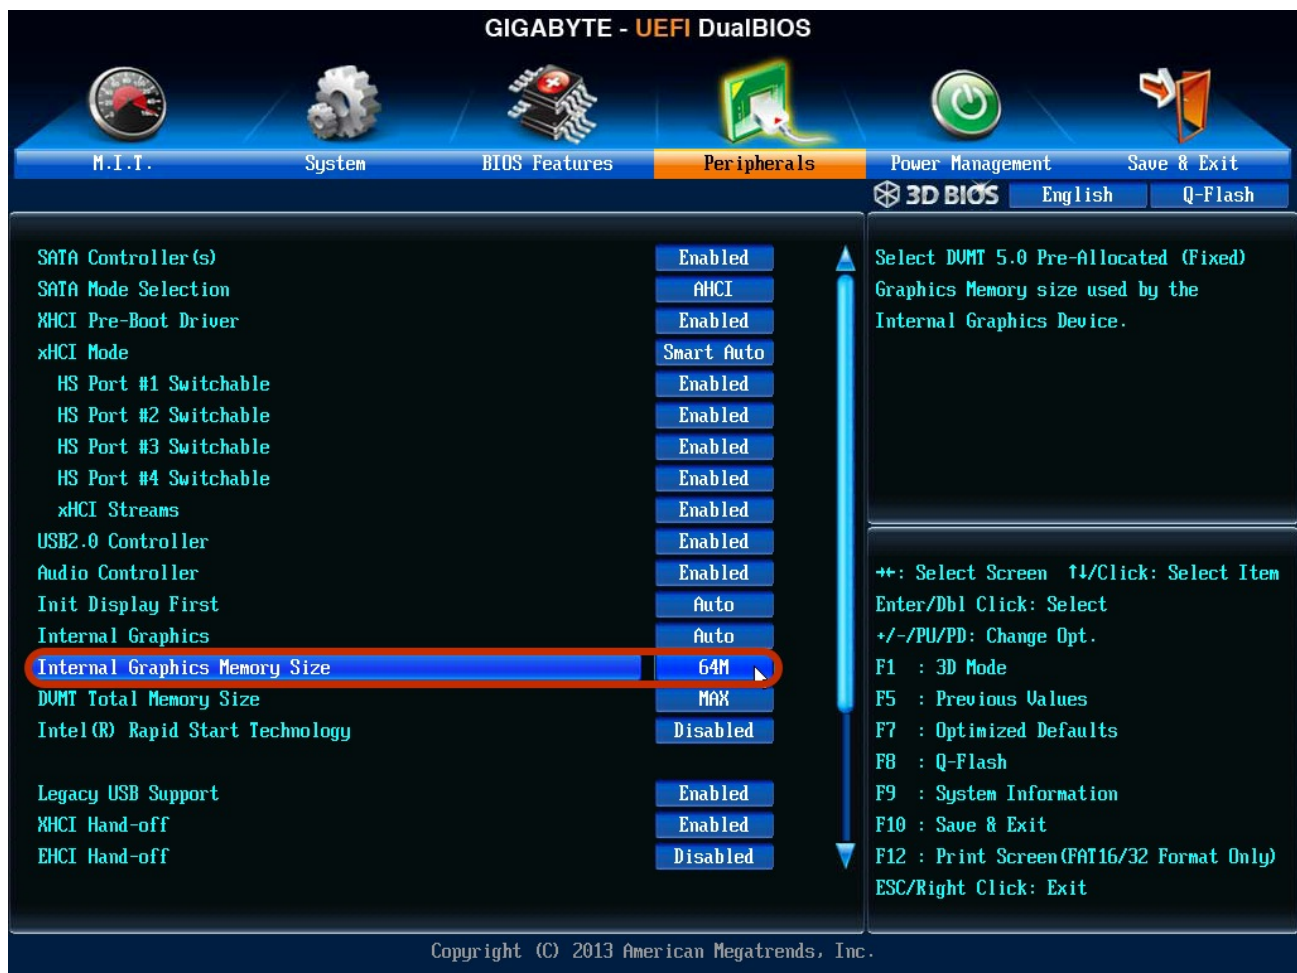 GIGABYTE - UEFI DualBIOS
M.I.T. System BIOS Features Peripherals Power Management Save & Exit
3D BIOS English Q-Flash
SATA Controller(s) Enabled
SATA Mode Selection AHCI
XHCI Pre-Boot Driver Enabled
xHCI Mode Smart Auto
HS Port #1 Switchable Enabled
HS Port #2 Switchable Enabled
HS Port #3 Switchable Enabled
HS Port #4 Switchable Enabled
xHCI Streams Enabled
USB2.0 Controller Enabled
Audio Controller Enabled
Init Display First Auto
Internal Graphics Auto
Internal Graphics Memory Size 64M
DVMT Total Memory Size MAX
Intel(R) Rapid Start Technology Disabled
Legacy USB Support Enabled
XHCI Hand-off Enabled
EHCI Hand-off Disabled
Select DVMT 5.0 Pre-Allocated (Fixed)
Graphics Memory size used by the
Internal Graphics Device.
→←: Select Screen ↑↓/Click: Select Item
Enter/Dbl Click: Select
+/-/PU/PD: Change Opt.
F1 : 3D Mode
F5 : Previous Values
F7 : Optimized Defaults
F8 : Q-Flash
F9 : System Information
F10 : Save & Exit
F12 : Print Screen(FAT16/32 Format Only)
ESC/Right Click: Exit
Copyright (C) 2013 American Megatrends, Inc.